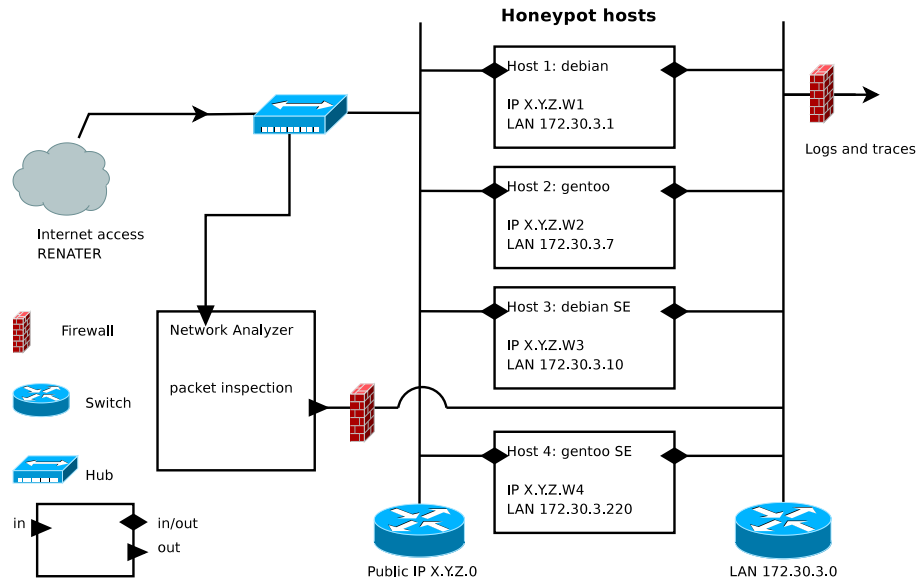 Honeypot hosts
Host 1: debian
IP X.Y.Z.W1
LAN 172.30.3.1
Logs and traces
Host 2: gentoo
IP X.Y.Z.W2
LAN 172.30.3.7
Internet access
RENATER
Host 3: debian SE
IP X.Y.Z.W3
LAN 172.30.3.10
Network Analyzer
packet inspection
Firewall
Switch
Host 4: gentoo SE
IP X.Y.Z.W4
LAN 172.30.3.220
Hub
in
in/out
out
Public IP X.Y.Z.0
LAN 172.30.3.0